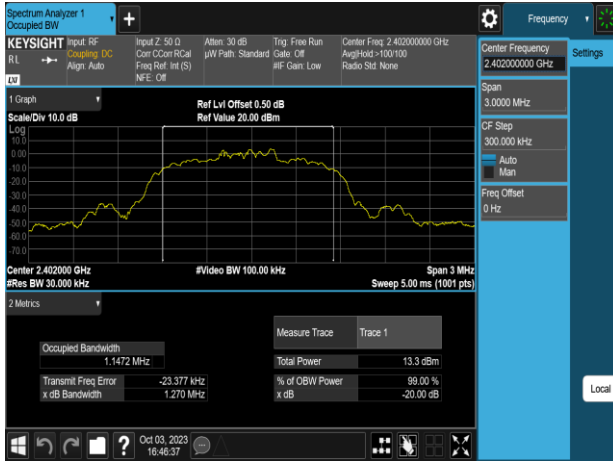 Spectrum Analyzer 1
Occupied BW
+
Frequency
KEYSIGHT
RL
LXI
Input: RF
Coupling: DC
Align: Auto
Input Z: 50 Ω
Corr CCorr RCal
Freq Ref: Int (S)
NFE: Off
Atten: 30 dB
µW Path: Standard
Trig: Free Run
Gate: Off
#IF Gain: Low
Center Freq: 2.402000000 GHz
Avg|Hold:>100/100
Radio Std: None
Center Frequency
2.402000000 GHz
Settings
Span
3.0000 MHz
CF Step
300.000 kHz
Auto
Man
Freq Offset
0 Hz
Local
1 Graph
Scale/Div 10.0 dB
Ref Lvl Offset 0.50 dB
Ref Value 20.00 dBm
Log
10.0
0.00
-10.0
-20.0
-30.0
-40.0
-50.0
-60.0
-70.0
Center 2.402000 GHz
#Res BW 30.000 kHz
#Video BW 100.00 kHz
Span 3 MHz
Sweep 5.00 ms (1001 pts)
2 Metrics
Measure Trace Trace 1
Occupied Bandwidth
1.1472 MHz
Total Power 13.3 dBm
Transmit Freq Error -23.377 kHz
% of OBW Power 99.00 %
x dB Bandwidth 1.270 MHz
x dB -20.00 dB
?
Oct 03, 2023
16:46:37